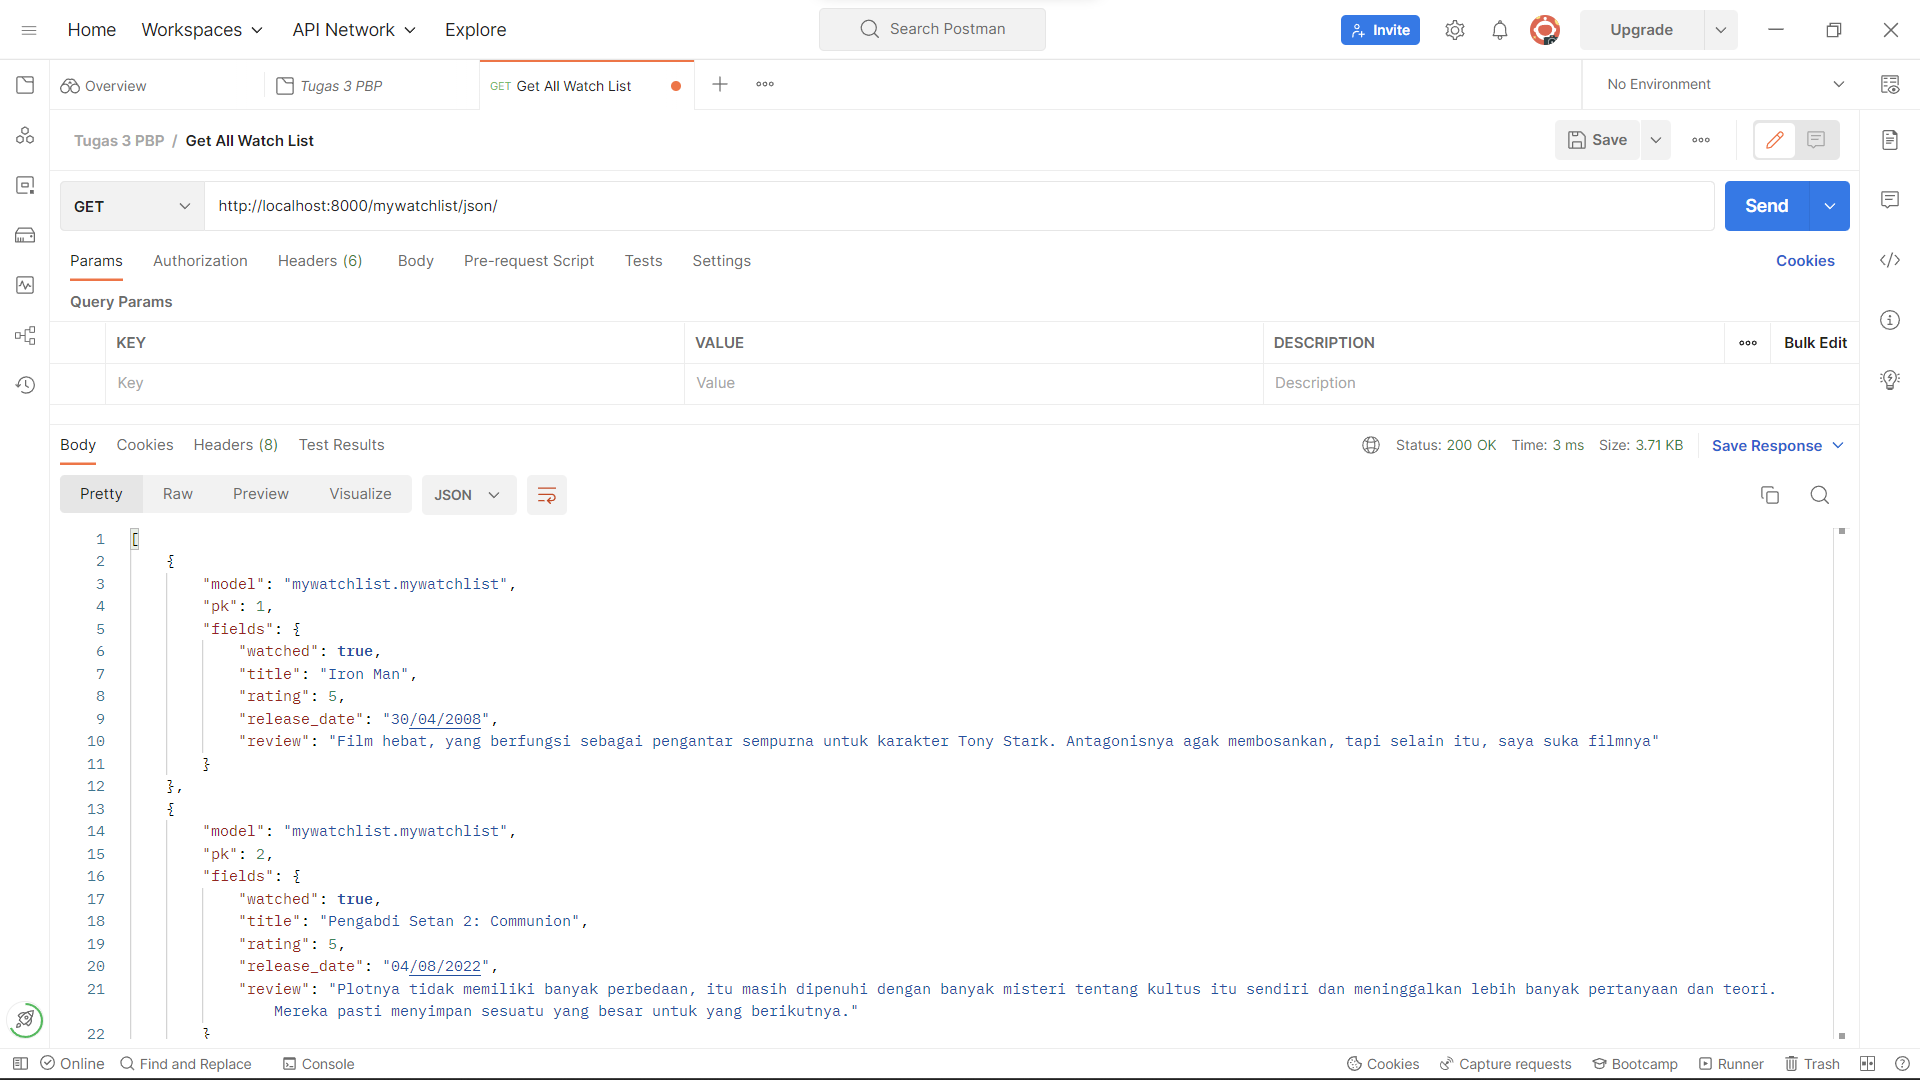 Home Workspaces API Network Explore Search Postman Invite Upgrade
Overview Tugas 3 PBP GET Get All Watch List No Environment
Tugas 3 PBP / Get All Watch List Save
GET http://localhost:8000/mywatchlist/json/ Send
Params Authorization Headers (6) Body Pre-request Script Tests Settings Cookies
Query Params
KEY VALUE DESCRIPTION Bulk Edit
Key Value Description
Body Cookies Headers (8) Test Results Status: 200 OK Time: 3 ms Size: 3.71 KB Save Response
Pretty Raw Preview Visualize JSON
1 [
2 {
3 "model": "mywatchlist.mywatchlist",
4 "pk": 1,
5 "fields": {
6 "watched": true,
7 "title": "Iron Man",
8 "rating": 5,
9 "release_date": "30/04/2008",
10 "review": "Film hebat, yang berfungsi sebagai pengantar sempurna untuk karakter Tony Stark. Antagonisnya agak membosankan, tapi selain itu, saya suka filmnya"
11 }
12 },
13 {
14 "model": "mywatchlist.mywatchlist",
15 "pk": 2,
16 "fields": {
17 "watched": true,
18 "title": "Pengabdi Setan 2: Communion",
19 "rating": 5,
20 "release_date": "04/08/2022",
21 "review": "Plotnya tidak memiliki banyak perbedaan, itu masih dipenuhi dengan banyak misteri tentang kultus itu sendiri dan meninggalkan lebih banyak pertanyaan dan teori.
Mereka pasti menyimpan sesuatu yang besar untuk yang berikutnya."
22 }
Online Find and Replace Console Cookies Capture requests Bootcamp Runner Trash